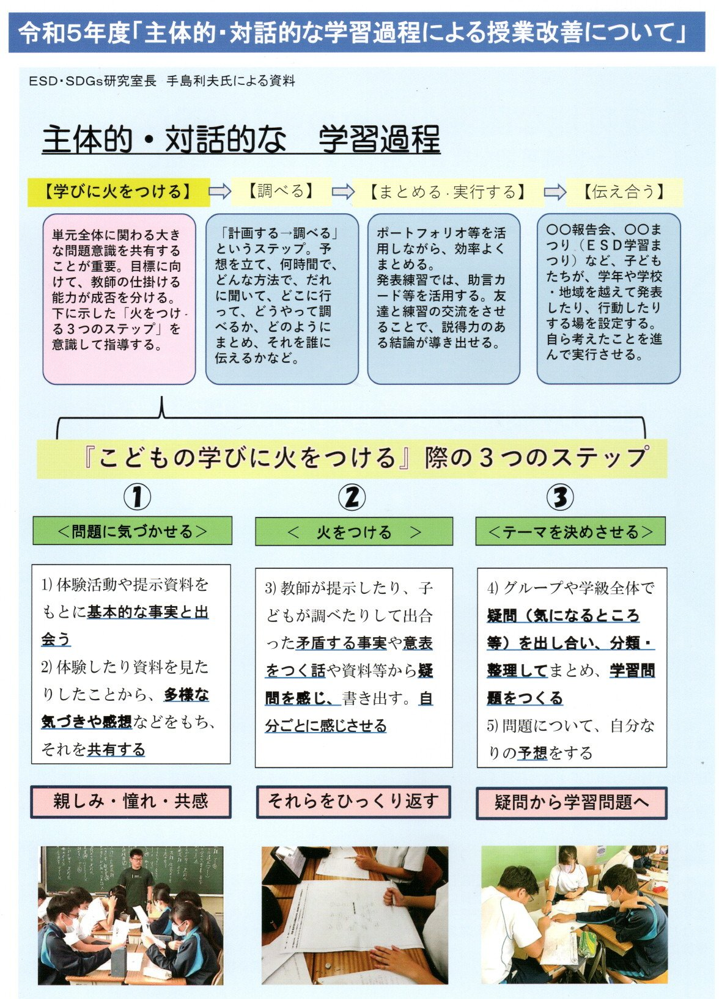 令和5年度「主体的・対話的な学習過程による授業改善について」
ESD・SDGs研究室長　手島利夫氏による資料
主体的・対話的な　学習過程
【学びに火をつける】
【調べる】
【まとめる・実行する】
【伝え合う】
単元全体に関わる大き
な問題意識を共有する
ことが重要。目標に向
けて、教師の仕掛ける
能力が成否を分ける。
下に示した「火をつけ
る3つのステップ」を
意識して指導する。
「計画する→調べる」
というステップ。予
想を立て、何時間で、
どんな方法で、だれ
に聞いて、どこに行
って、どうやって調
べるか、どのように
まとめ、それを誰に
伝えるかなど。
ポートフォリオ等を活
用しながら、効率よく
まとめる。
発表練習では、助言カ
ード等を活用する。友
達と練習の交流をさせ
ることで、説得力のあ
る結論が導き出せる。
〇〇報告会、〇〇ま
つり（ESD学習ま
つり）など、子ども
たちが、学年や学校
・地域を越えて発表
したり、行動したり
する場を設定する。
自ら考えたことを進
んで実行させる。
『こどもの学びに火をつける』際の3つのステップ
①
②
③
＜問題に気づかせる＞
＜　火をつける　＞
＜テーマを決めさせる＞
1) 体験活動や提示資料を
もとに基本的な事実と出
会う
2) 体験したり資料を見た
りしたことから、多様な
気づきや感想などをもち、
それを共有する
3) 教師が提示したり、子
どもが調べたりして出合
った矛盾する事実や意表
をつく話や資料等から疑
問を感じ、書き出す。自
分ごとに感じさせる
4) グループや学級全体で
疑問（気になるところ
等）を出し合い、分類・
整理してまとめ、学習問
題をつくる
5) 問題について、自分な
りの予想をする
親しみ・憧れ・共感
それらをひっくり返す
疑問から学習問題へ